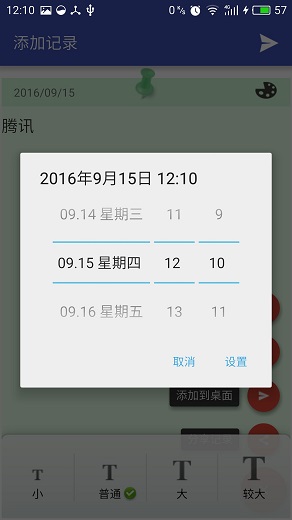 12:10 0 % 57
添加记录
2016/09/15
腾讯
2016年9月15日 12:10
09.14 星期三 11 9
09.15 星期四 12 10
09.16 星期五 13 11
取消 设置
添加到桌面
T T T T
小 普通 大 较大